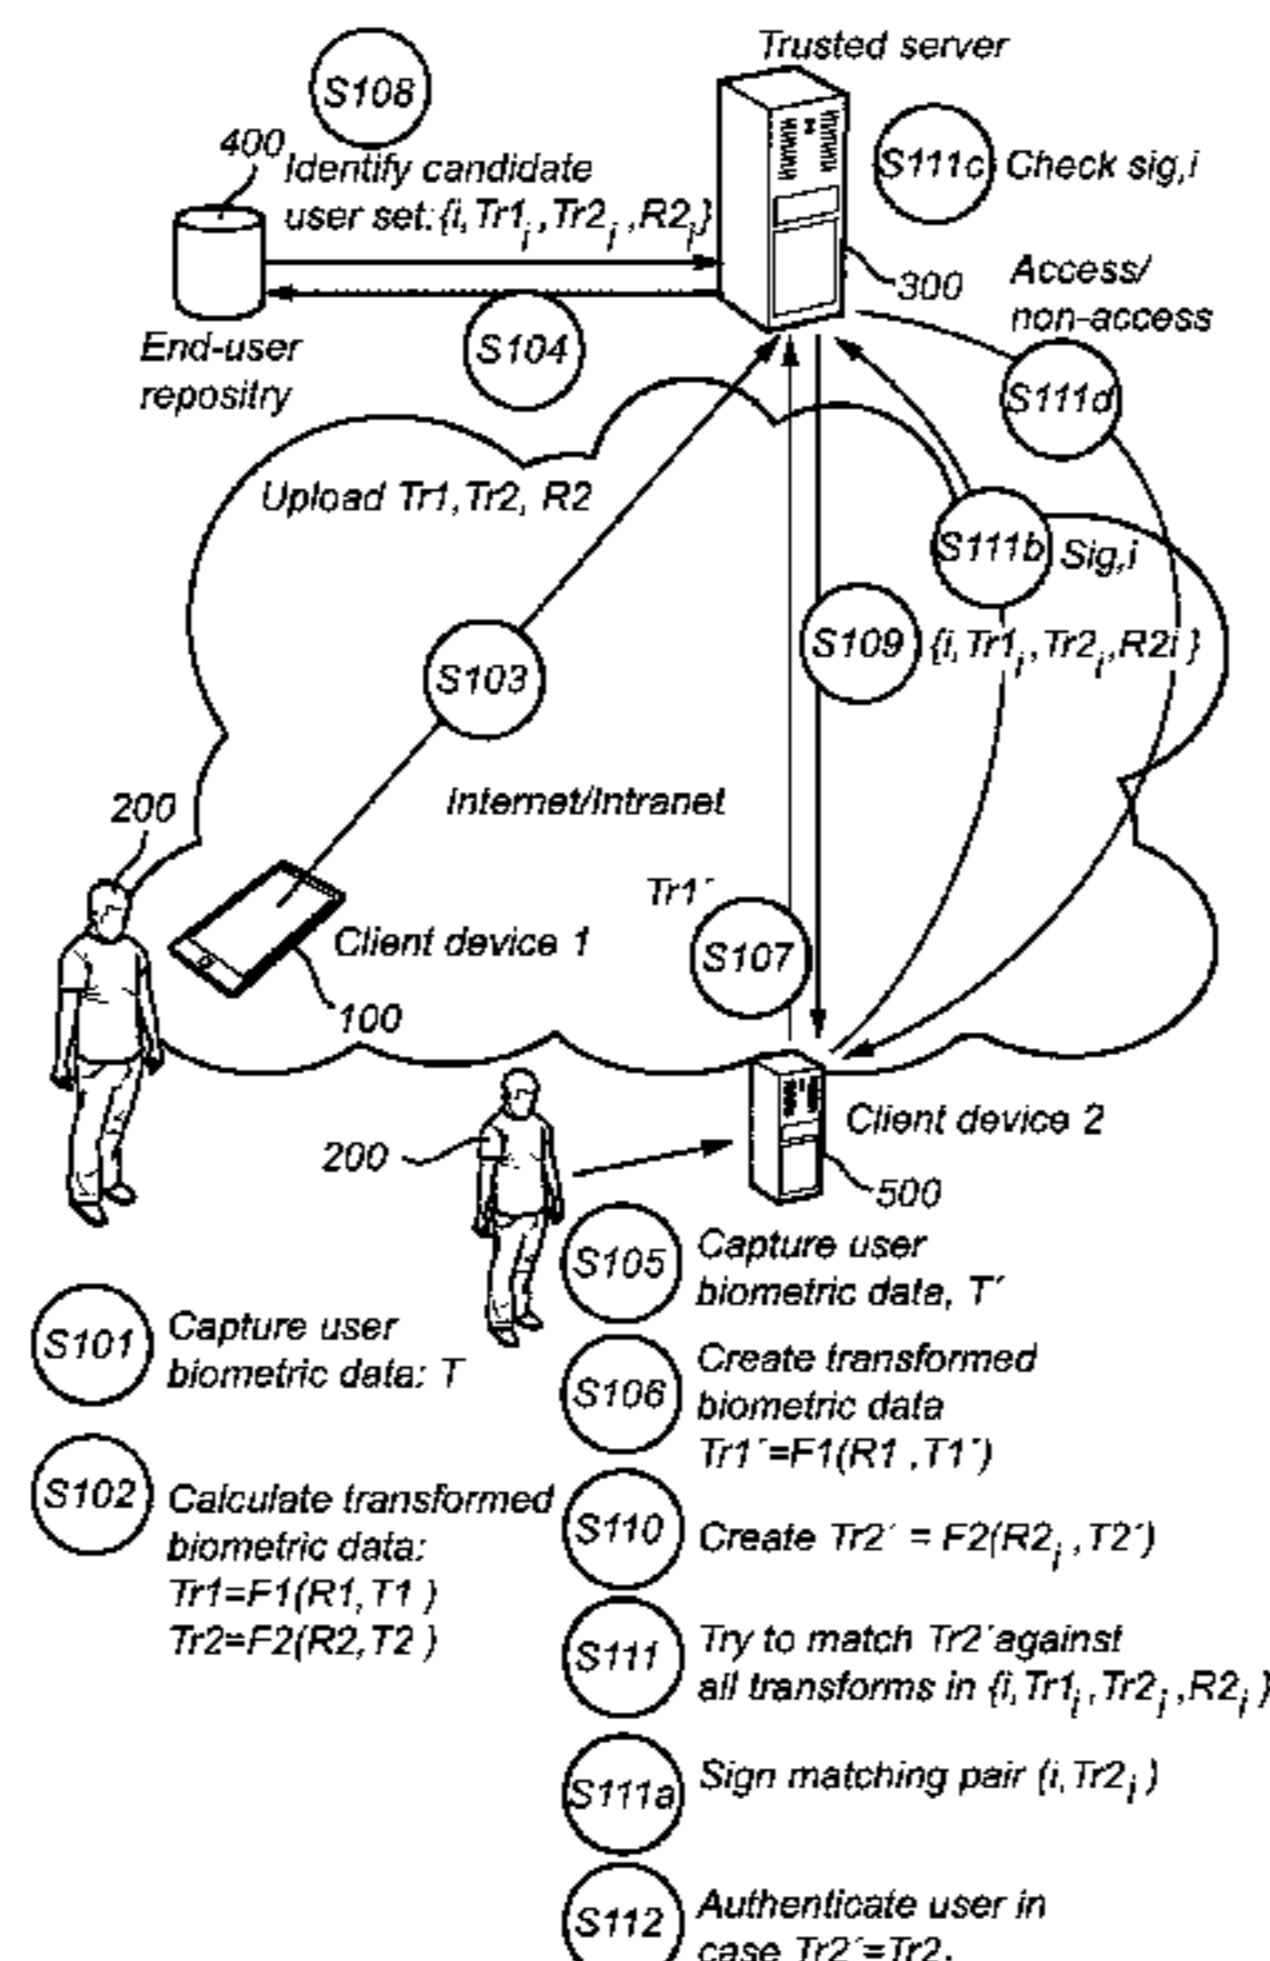 Trusted server
S108
S111c Check sig,i
400
Identify candidate
user set:{i,Tr1i,Tr2i,R2i}
300
Access/
non-access
End-user
repositry
S104
S111d
Upload Tr1,Tr2, R2
S111b Sig,i
S109 {i,Tr1i,Tr2i,R2i}
S103
200
Internet/Intranet
Tr1´
Client device 1
S107
100
Client device 2
200
500
S105 Capture user
biometric data, T´
S101 Capture user
biometric data: T
S106 Create transformed
biometric data
Tr1´=F1(R1 ,T1´)
S102 Calculate transformed
biometric data:
Tr1=F1(R1,T1 )
Tr2=F2(R2,T2 )
S110 Create Tr2´ = F2(R2i ,T2´)
S111 Try to match Tr2´against
all transforms in {i,Tr1i,Tr2i,R2i}
S111a Sign matching pair (i,Tr2i )
S112 Authenticate user in
case Tr2´=Tr2i